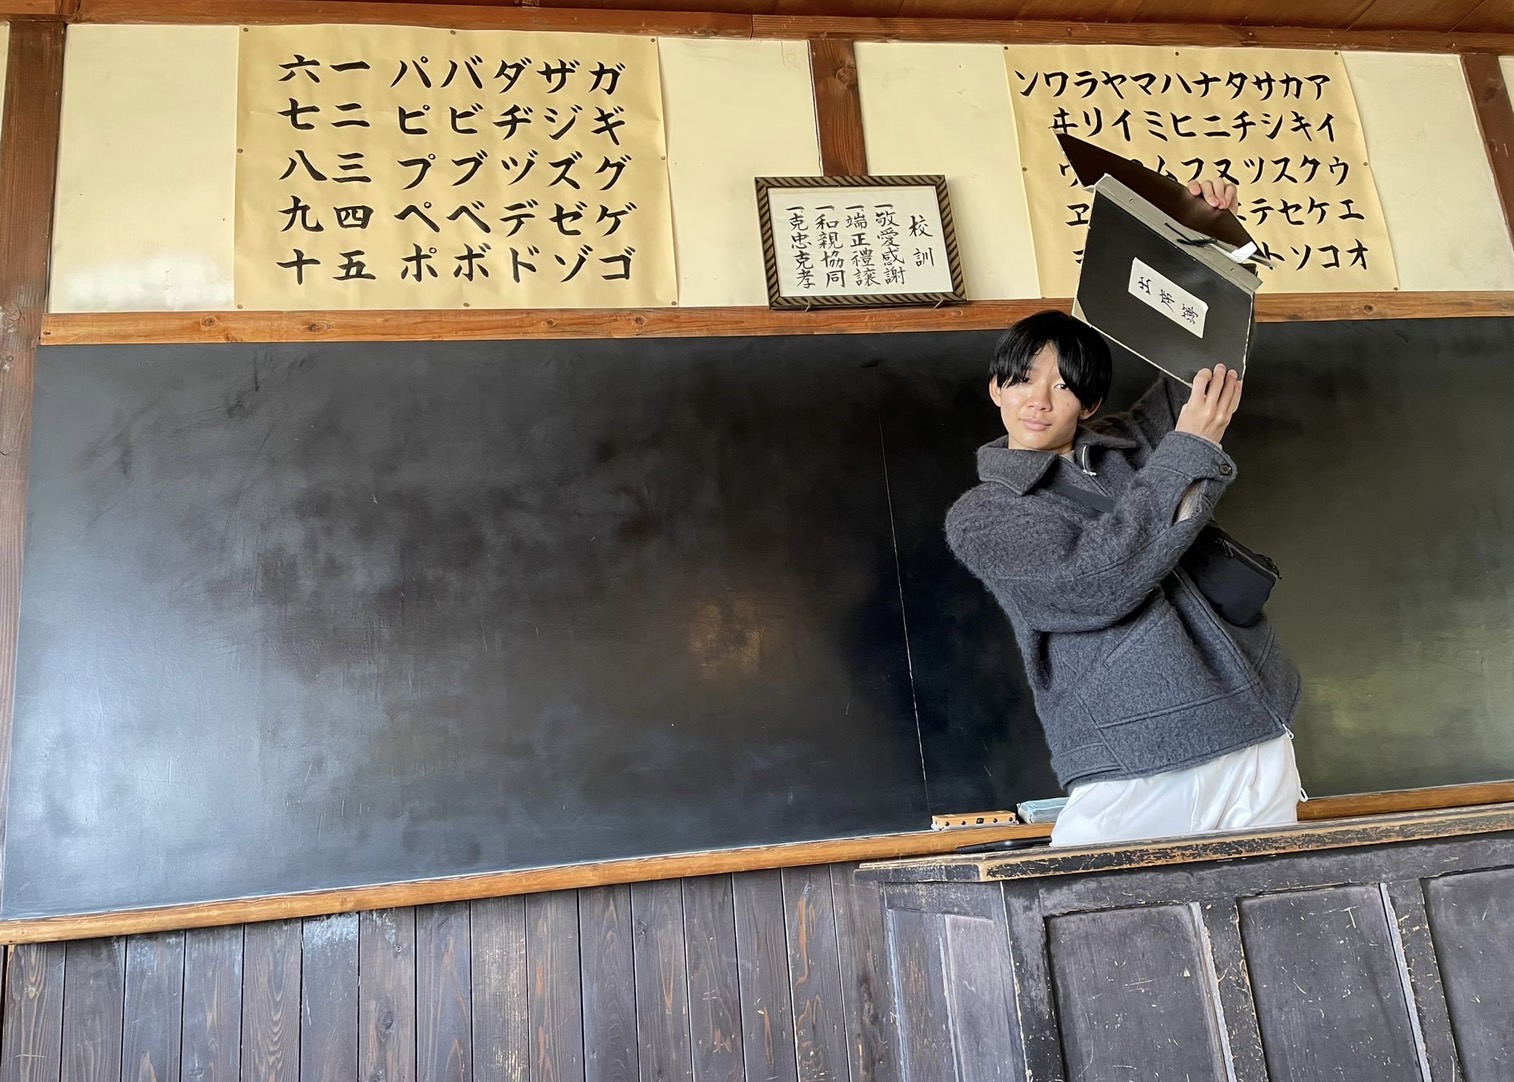 アイウエオ
カキクケコ
サシスセソ
タチツテト
ナニヌ
ハヒフ
マミム
ヤイ
ラリ
ワヰウヱ
ン
出席簿
校訓
一敬愛感謝
一端正禮譲
一和親協同
一克忠克孝
ガギグゲゴ
ザジズゼゾ
ダヂヅデド
バビブベボ
パピプペポ
一二三四五
六七八九十